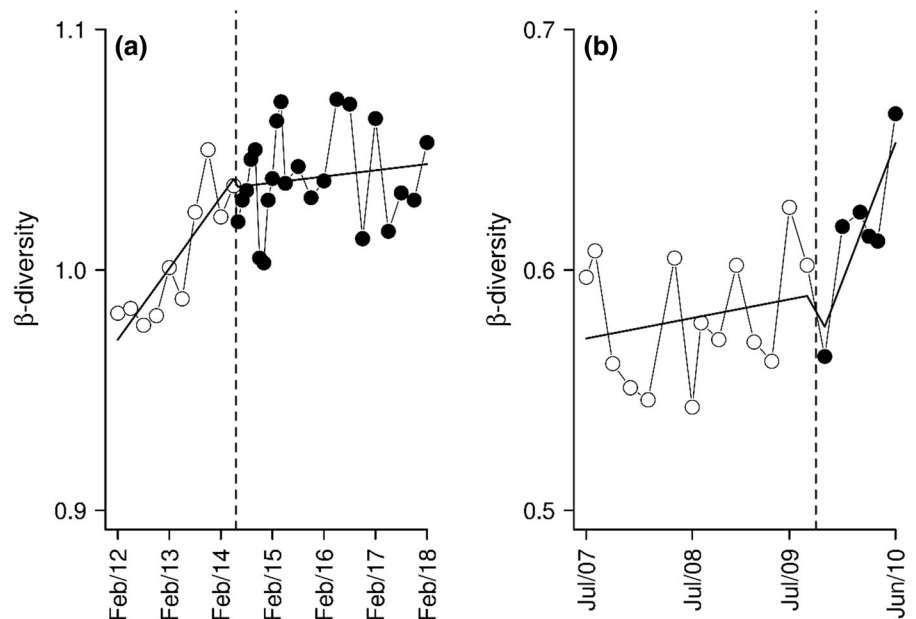 (a)
1.1
1.0
0.9
β-diversity
Feb/12
Feb/13
Feb/14
Feb/15
Feb/16
Feb/17
Feb/18
(b)
0.7
0.6
0.5
β-diversity
Jul/07
Jul/08
Jul/09
Jun/10